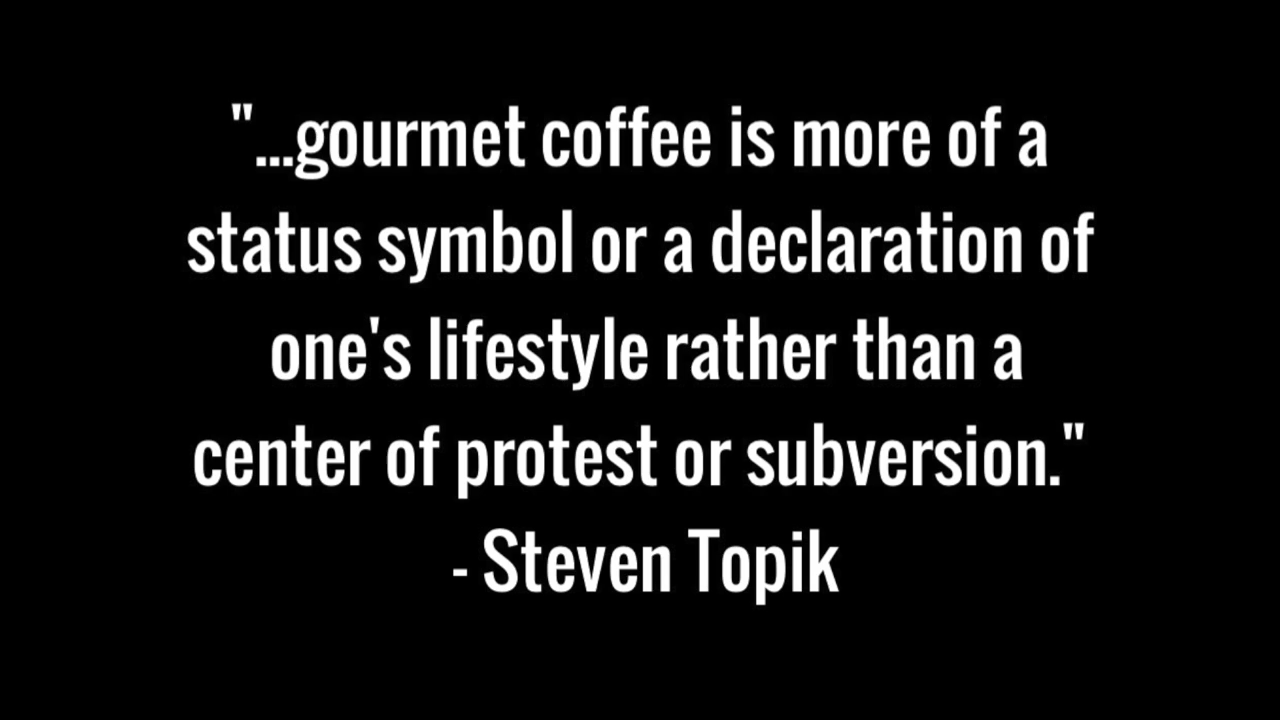 "...gourmet coffee is more of a
status symbol or a declaration of
one's lifestyle rather than a
center of protest or subversion."
- Steven Topik